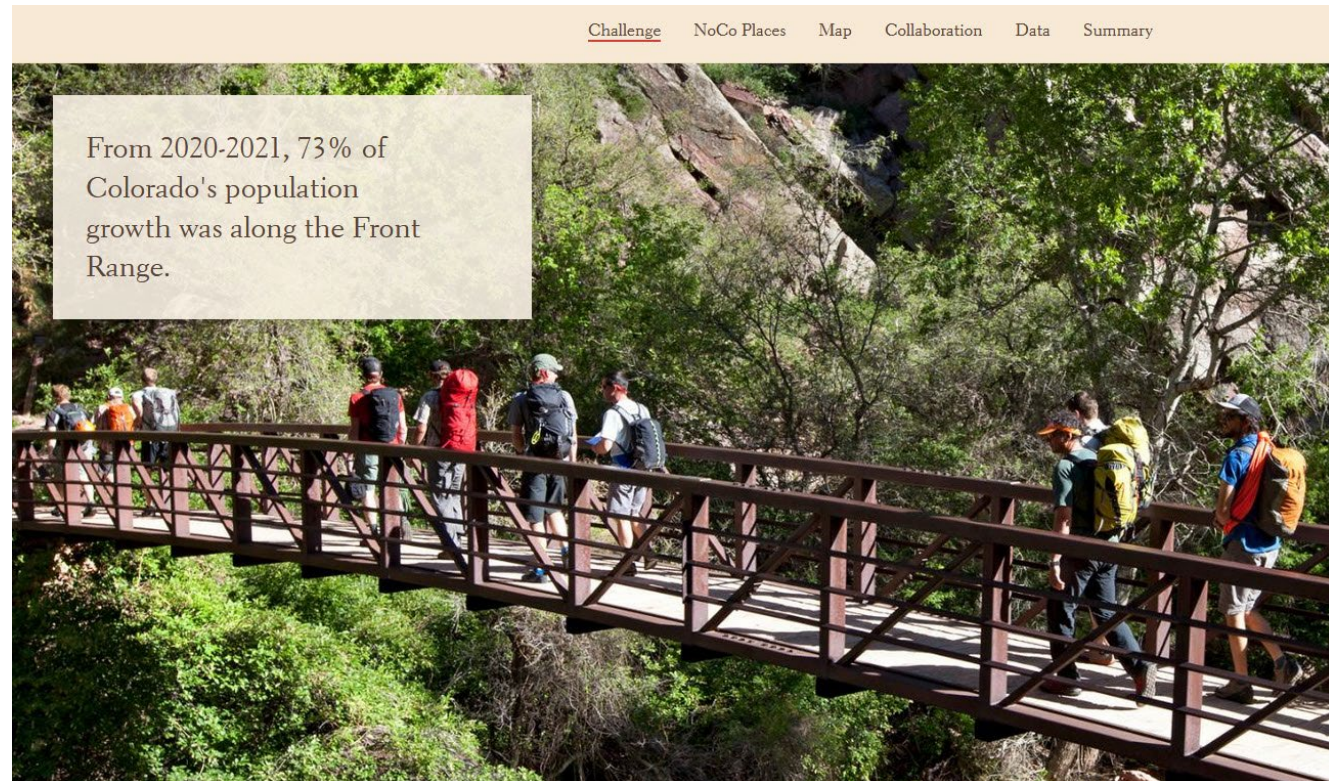 Challenge NoCo Places Map Collaboration Data Summary
From 2020-2021, 73% of
Colorado's population
growth was along the Front
Range.